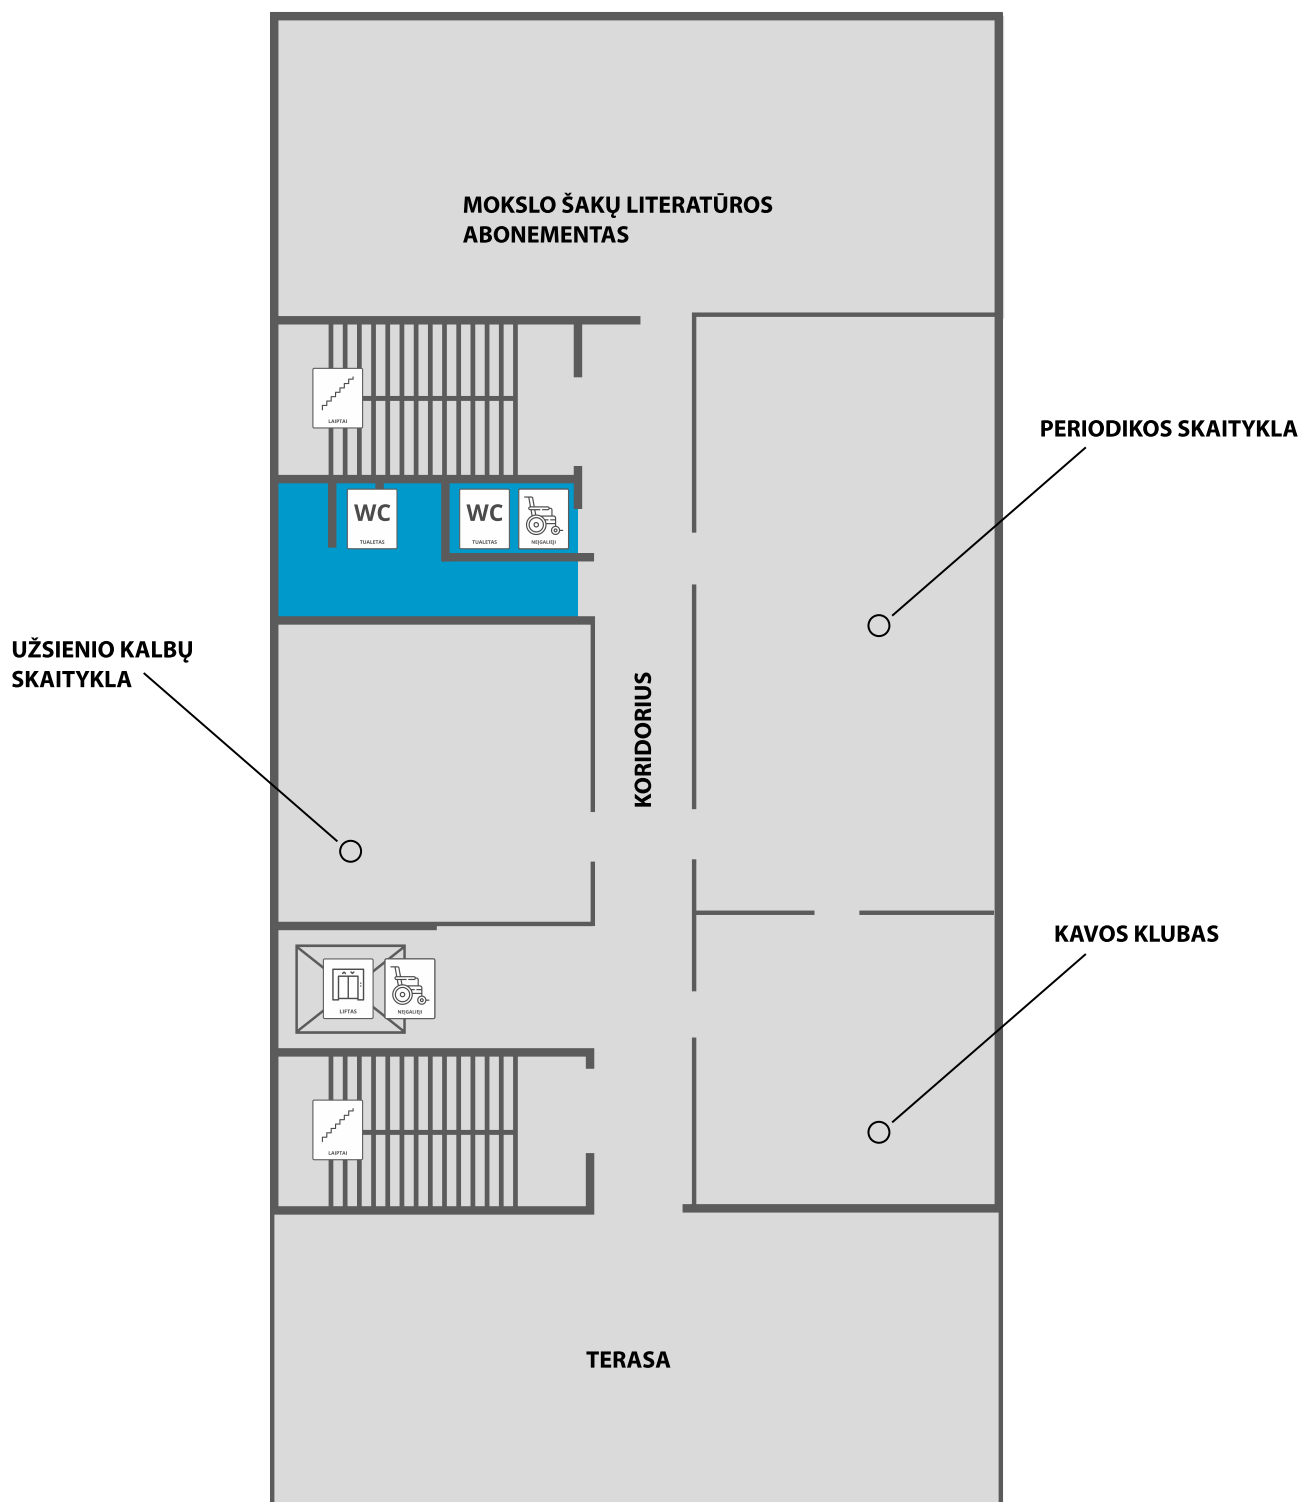 MOKSLO ŠAKŲ LITERATŪROS
ABONEMENTAS
LAIPTAI
PERIODIKOS SKAITYKLA
WC
TUALETAS
WC
TUALETAS
NEĮGALIEJI
UŽSIENIO KALBŲ
SKAITYKLA
KORIDORIUS
KAVOS KLUBAS
LIFTAS
NEĮGALIEJI
LAIPTAI
TERASA